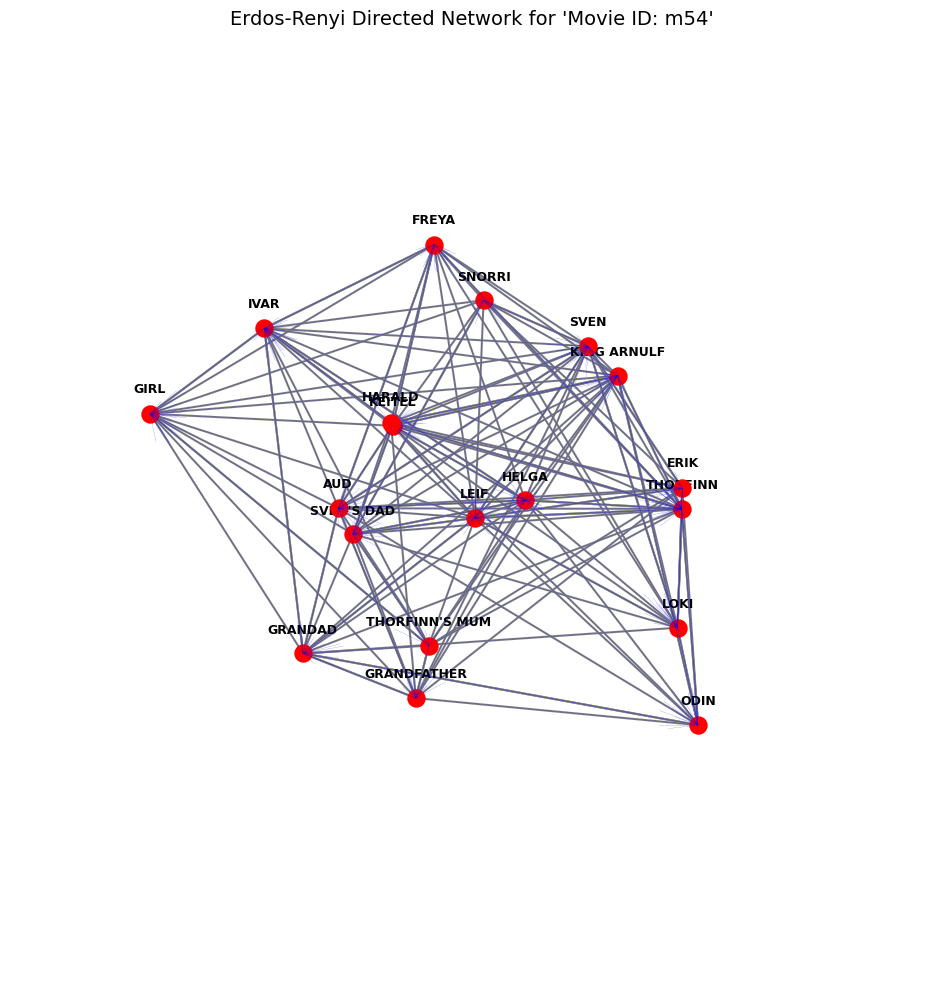 Erdos-Renyi Directed Network for 'Movie ID: m54'
FREYA
SNORRI
IVAR
SVEN
KING ARNULF
GIRL
HARALD
KEITEL
ERIK
HELGA
AUD
THORFINN
LEIF
SVEN'S DAD
LOKI
THORFINN'S MUM
GRANDAD
GRANDFATHER
ODIN